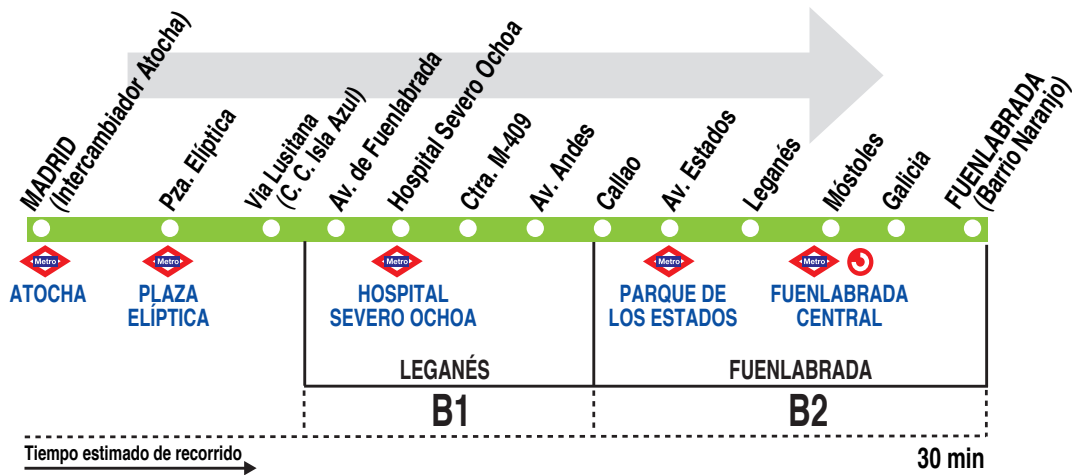 MADRID
(Intercambiador Atocha)
Pza. Elíptica
Via Lusitana
(C. C. Isla Azul)
Av. de Fuenlabrada
Hospital Severo Ochoa
Ctra. M-409
Av. Andes
Callao
Av. Estados
Leganés
Móstoles
Galicia
FUENLABRADA
(Barrio Naranjo)
Metro
Metro
Metro
Metro
Metro
ATOCHA
PLAZA
ELÍPTICA
HOSPITAL
SEVERO OCHOA
PARQUE DE
LOS ESTADOS
FUENLABRADA
CENTRAL
LEGANÉS
FUENLABRADA
B1
B2
Tiempo estimado de recorrido
30 min